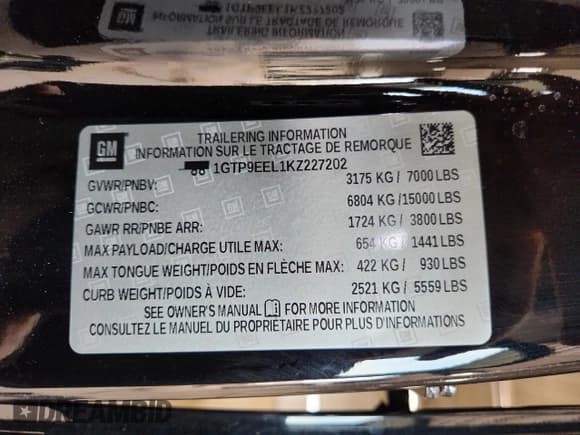 GM
TRAILERING INFORMATION
INFORMATION SUR LE TRACTAGE DE REMORQUE
1GTP9EEL1KZ227202
GVWR/PNBV: 3175 KG / 7000 LBS
GCWR/PNBC: 6804 KG /15000 LBS
GAWR RR/PNBE ARR: 1724 KG / 3800 LBS
MAX PAYLOAD/CHARGE UTILE MAX: 654 KG / 1441 LBS
MAX TONGUE WEIGHT/POIDS EN FLÈCHE MAX: 422 KG / 930 LBS
CURB WEIGHT/POIDS À VIDE: 2521 KG / 5559 LBS
SEE OWNER'S MANUAL FOR MORE INFORMATION
CONSULTEZ LE MANUEL DU PROPRIÉTAIRE POUR PLUS D'INFORMATIONS
DREAMBID